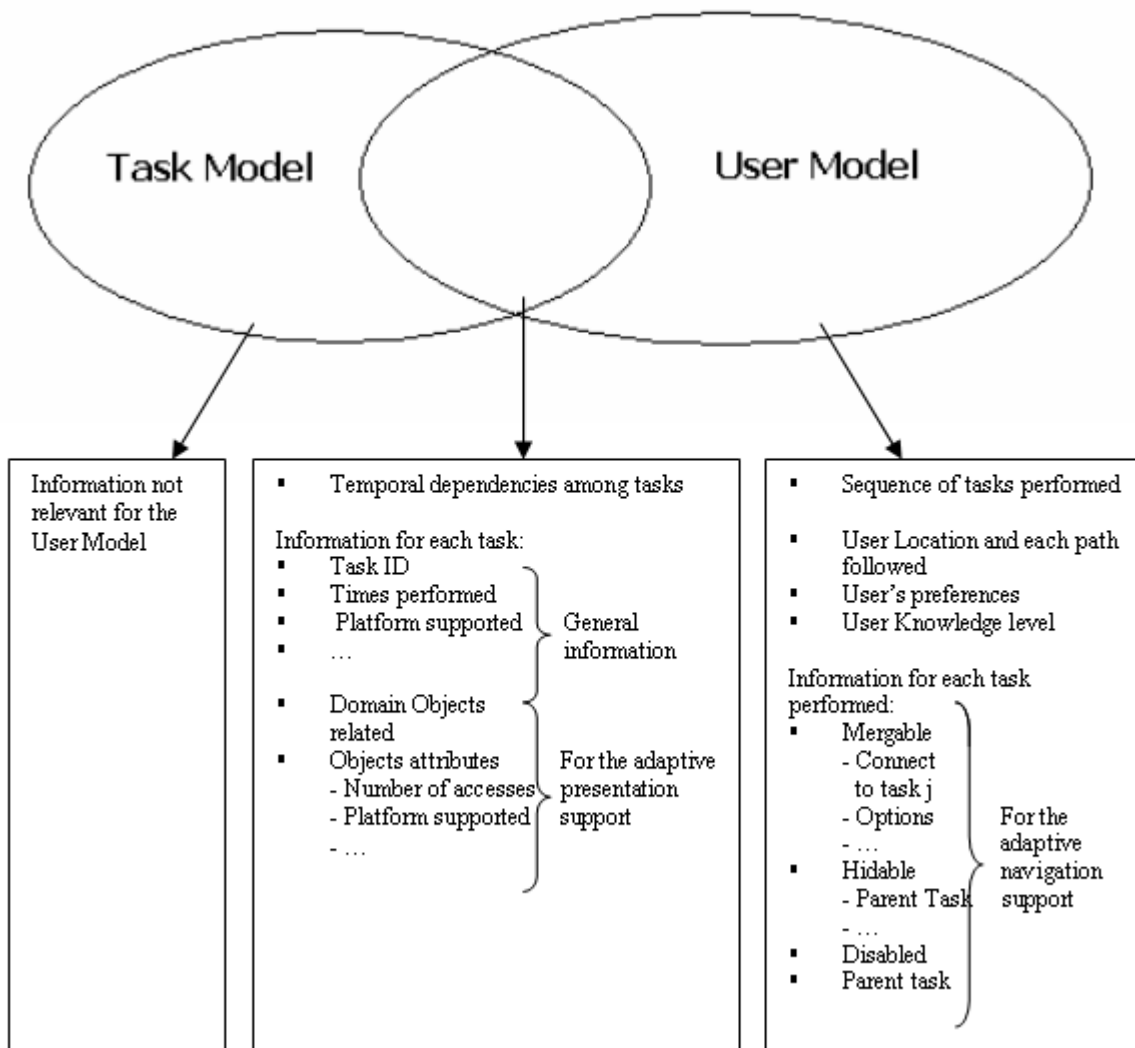 Task Model
User Model
Information not
relevant for the
User Model
▪ Temporal dependencies among tasks
Information for each task:
▪ Task ID
▪ Times performed
▪ Platform supported
▪ …
General
information
▪ Domain Objects
related
▪ Objects attributes
- Number of accesses
- Platform supported
- …
For the adaptive
presentation
support
▪ Sequence of tasks performed
▪ User Location and each path
followed
▪ User's preferences
▪ User Knowledge level
Information for each task
performed:
▪ Mergable
- Connect
to task j
- Options
- …
▪ Hidable
- Parent Task
- …
▪ Disabled
▪ Parent task
For the
adaptive
navigation
support